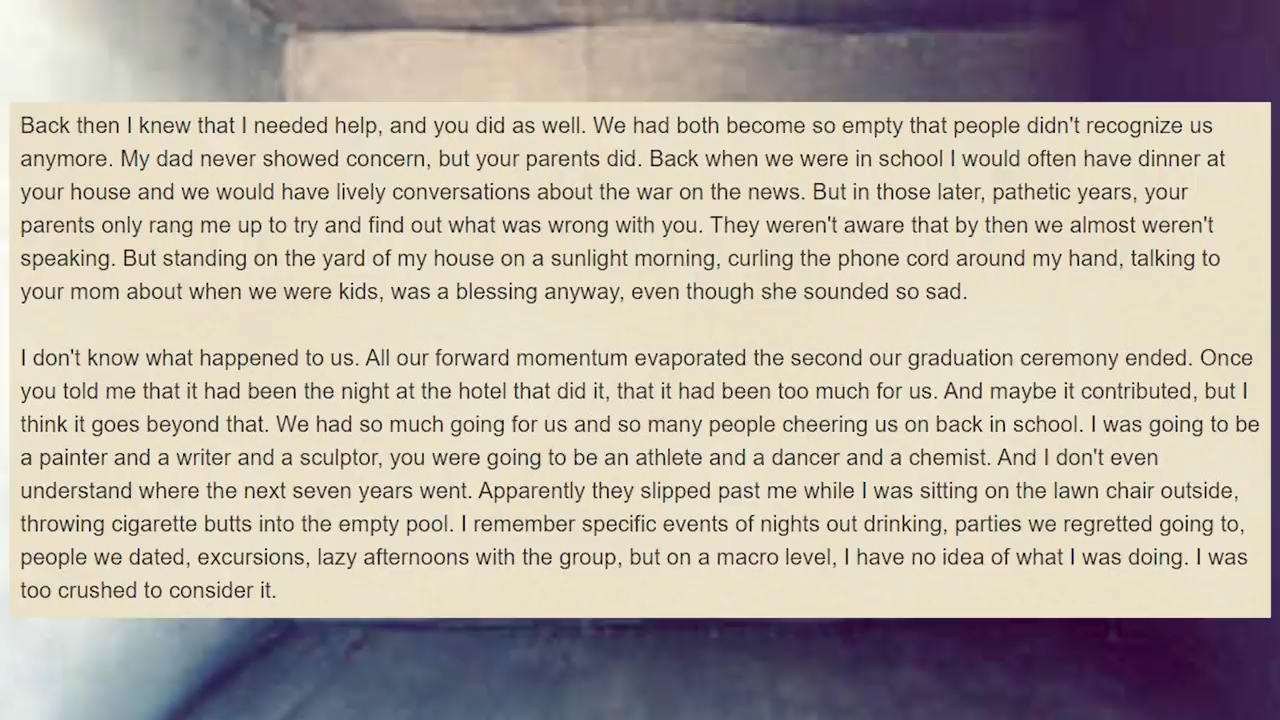 Back then I knew that I needed help, and you did as well. We had both become so empty that people didn't recognize us
anymore. My dad never showed concern, but your parents did. Back when we were in school I would often have dinner at
your house and we would have lively conversations about the war on the news. But in those later, pathetic years, your
parents only rang me up to try and find out what was wrong with you. They weren't aware that by then we almost weren't
speaking. But standing on the yard of my house on a sunlight morning, curling the phone cord around my hand, talking to
your mom about when we were kids, was a blessing anyway, even though she sounded so sad.
I don't know what happened to us. All our forward momentum evaporated the second our graduation ceremony ended. Once
you told me that it had been the night at the hotel that did it, that it had been too much for us. And maybe it contributed, but I
think it goes beyond that. We had so much going for us and so many people cheering us on back in school. I was going to be
a painter and a writer and a sculptor, you were going to be an athlete and a dancer and a chemist. And I don't even
understand where the next seven years went. Apparently they slipped past me while I was sitting on the lawn chair outside,
throwing cigarette butts into the empty pool. I remember specific events of nights out drinking, parties we regretted going to,
people we dated, excursions, lazy afternoons with the group, but on a macro level, I have no idea of what I was doing. I was
too crushed to consider it.